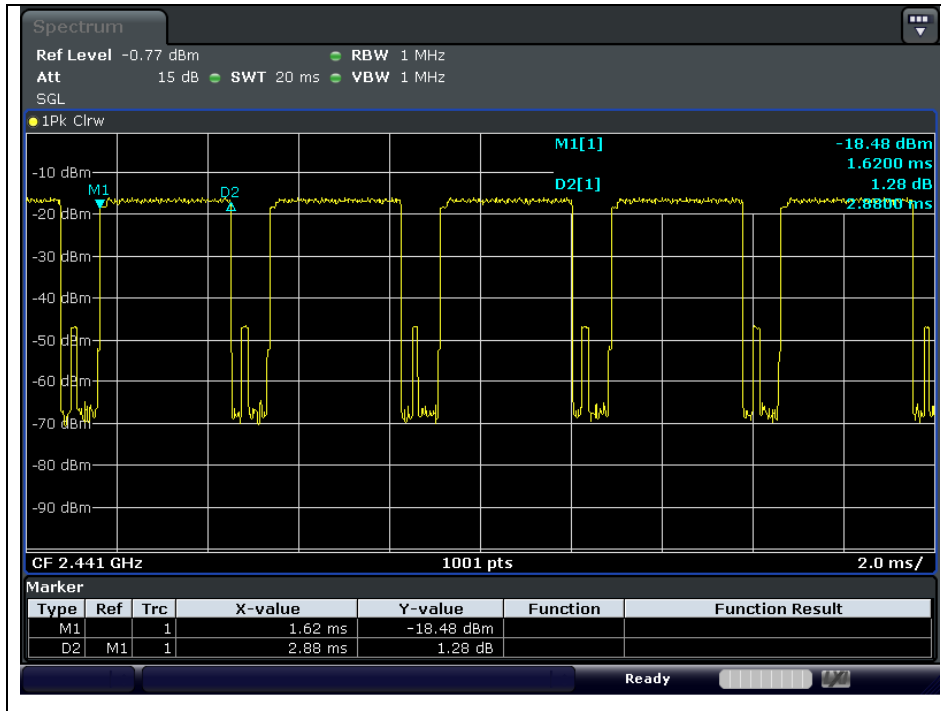 Spectrum
Ref Level -0.77 dBm RBW 1 MHz
Att 15 dB SWT 20 ms VBW 1 MHz
SGL
1Pk Clrw
M1[1] -18.48 dBm
1.6200 ms
D2[1] 1.28 dB
2.8800 ms
M1
D2
-10 dBm
-20 dBm
-30 dBm
-40 dBm
-50 dBm
-60 dBm
-70 dBm
-80 dBm
-90 dBm
CF 2.441 GHz 1001 pts 2.0 ms/
Marker
Type Ref Trc X-value Y-value Function Function Result
M1 1 1.62 ms -18.48 dBm
D2 M1 1 2.88 ms 1.28 dB
Ready